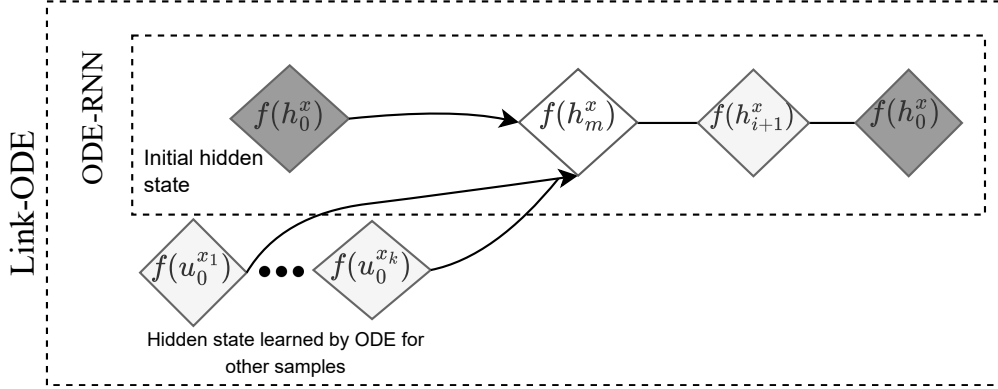 Link-ODE
ODE-RNN
f(h_0^x)
f(h_m^x)
f(h_{i+1}^x)
f(h_0^x)
Initial hidden
state
f(u_0^{x_1})
f(u_0^{x_k})
Hidden state learned by ODE for
other samples